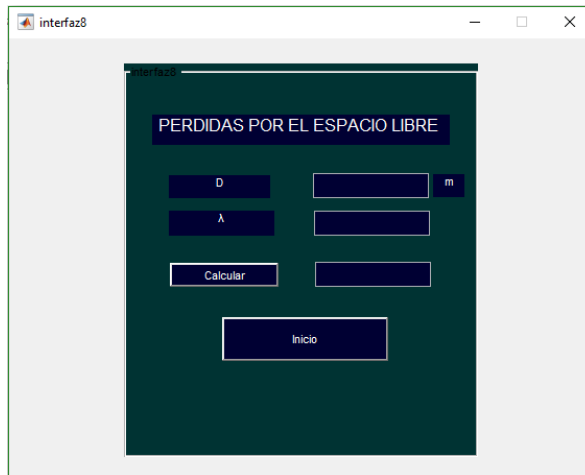 interfaz8
Interfaz8
PERDIDAS POR EL ESPACIO LIBRE
D m
λ
Calcular
Inicio